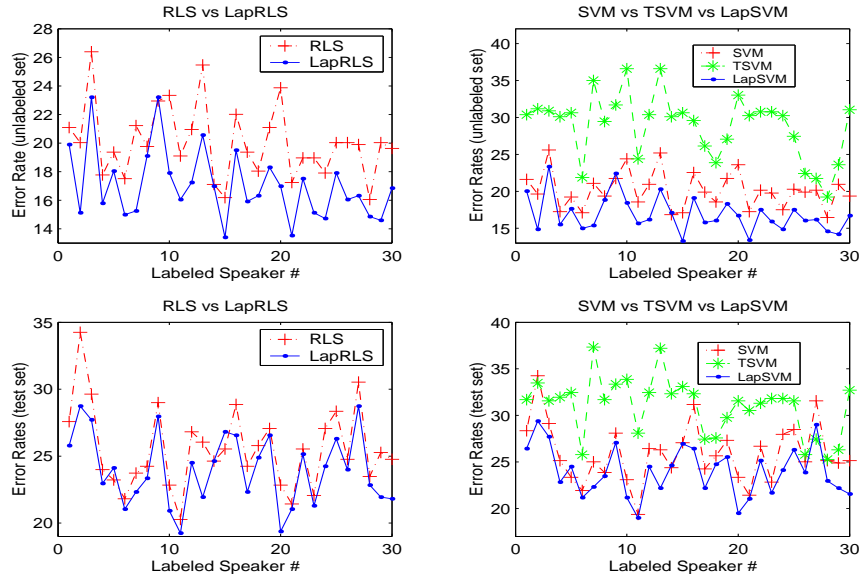 RLS vs LapRLS
28
26
24
22
20
18
16
14
0
10
20
30
Error Rate (unlabeled set)
Labeled Speaker #
RLS
LapRLS
SVM vs TSVM vs LapSVM
40
35
30
25
20
15
0
10
20
30
Error Rates (unlabeled set)
Labeled Speaker #
SVM
TSVM
LapSVM
RLS vs LapRLS
35
30
25
20
0
10
20
30
Error Rates (test set)
Labeled Speaker #
RLS
LapRLS
SVM vs TSVM vs LapSVM
40
35
30
25
20
0
10
20
30
Error Rates (test set)
Labeled Speaker #
SVM
TSVM
LapSVM